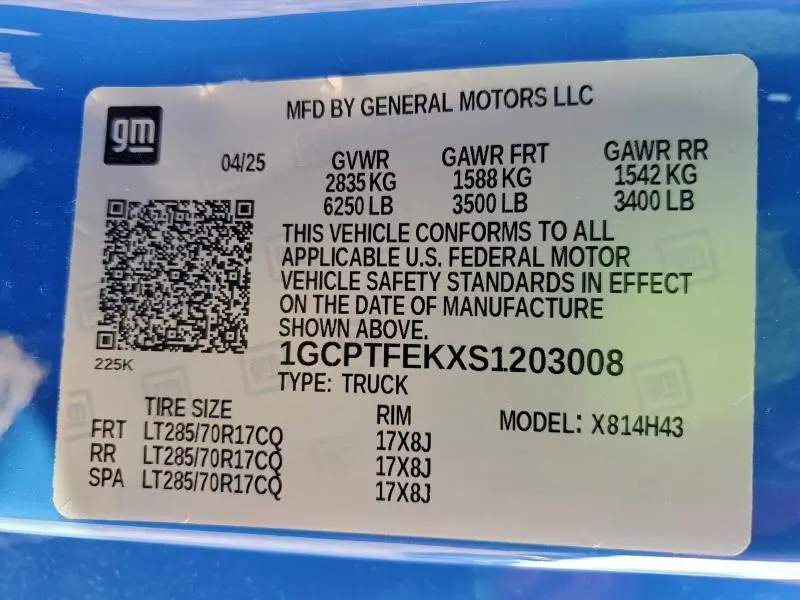 gm
MFD BY GENERAL MOTORS LLC
04/25 GVWR GAWR FRT GAWR RR
2835 KG 1588 KG 1542 KG
6250 LB 3500 LB 3400 LB
THIS VEHICLE CONFORMS TO ALL
APPLICABLE U.S. FEDERAL MOTOR
VEHICLE SAFETY STANDARDS IN EFFECT
ON THE DATE OF MANUFACTURE
SHOWN ABOVE.
225K
1GCPTFEKXS1203008
TYPE: TRUCK
TIRE SIZE RIM MODEL: X814H43
FRT LT285/70R17CQ 17X8J
RR LT285/70R17CQ 17X8J
SPA LT285/70R17CQ 17X8J